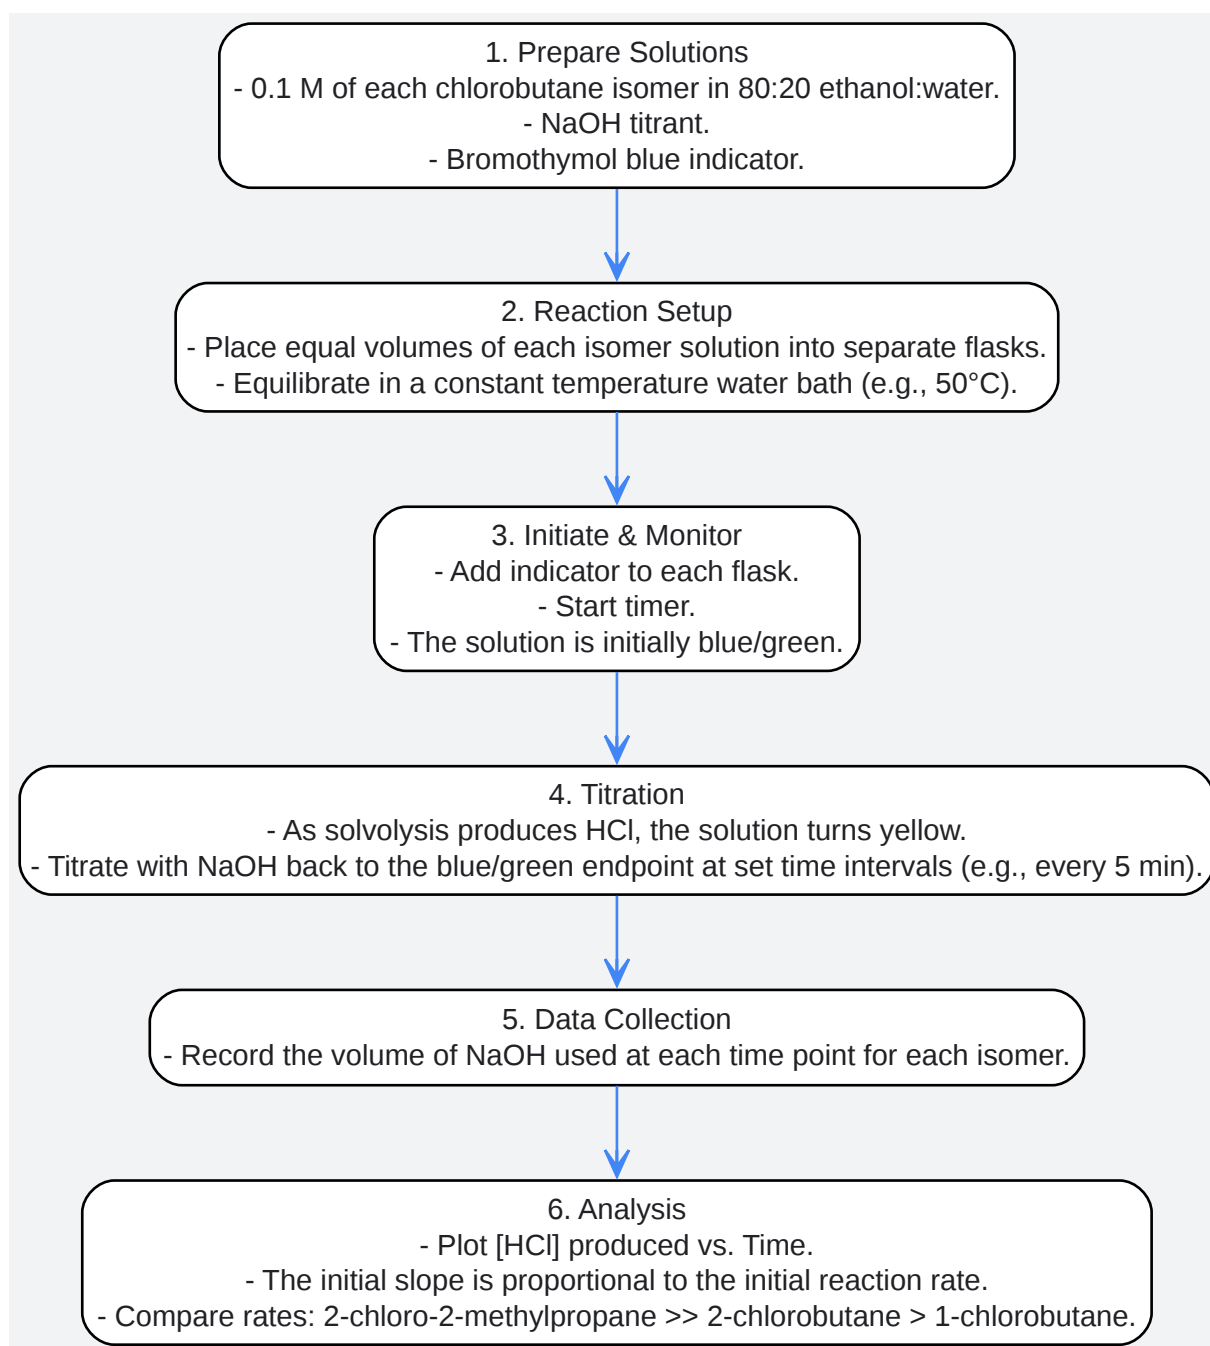 1. Prepare Solutions
- 0.1 M of each chlorobutane isomer in 80:20 ethanol:water.
- NaOH titrant.
- Bromothymol blue indicator.
2. Reaction Setup
- Place equal volumes of each isomer solution into separate flasks.
- Equilibrate in a constant temperature water bath (e.g., 50°C).
3. Initiate & Monitor
- Add indicator to each flask.
- Start timer.
- The solution is initially blue/green.
4. Titration
- As solvolysis produces HCl, the solution turns yellow.
- Titrate with NaOH back to the blue/green endpoint at set time intervals (e.g., every 5 min).
5. Data Collection
- Record the volume of NaOH used at each time point for each isomer.
6. Analysis
- Plot [HCl] produced vs. Time.
- The initial slope is proportional to the initial reaction rate.
- Compare rates: 2-chloro-2-methylpropane >> 2-chlorobutane > 1-chlorobutane.